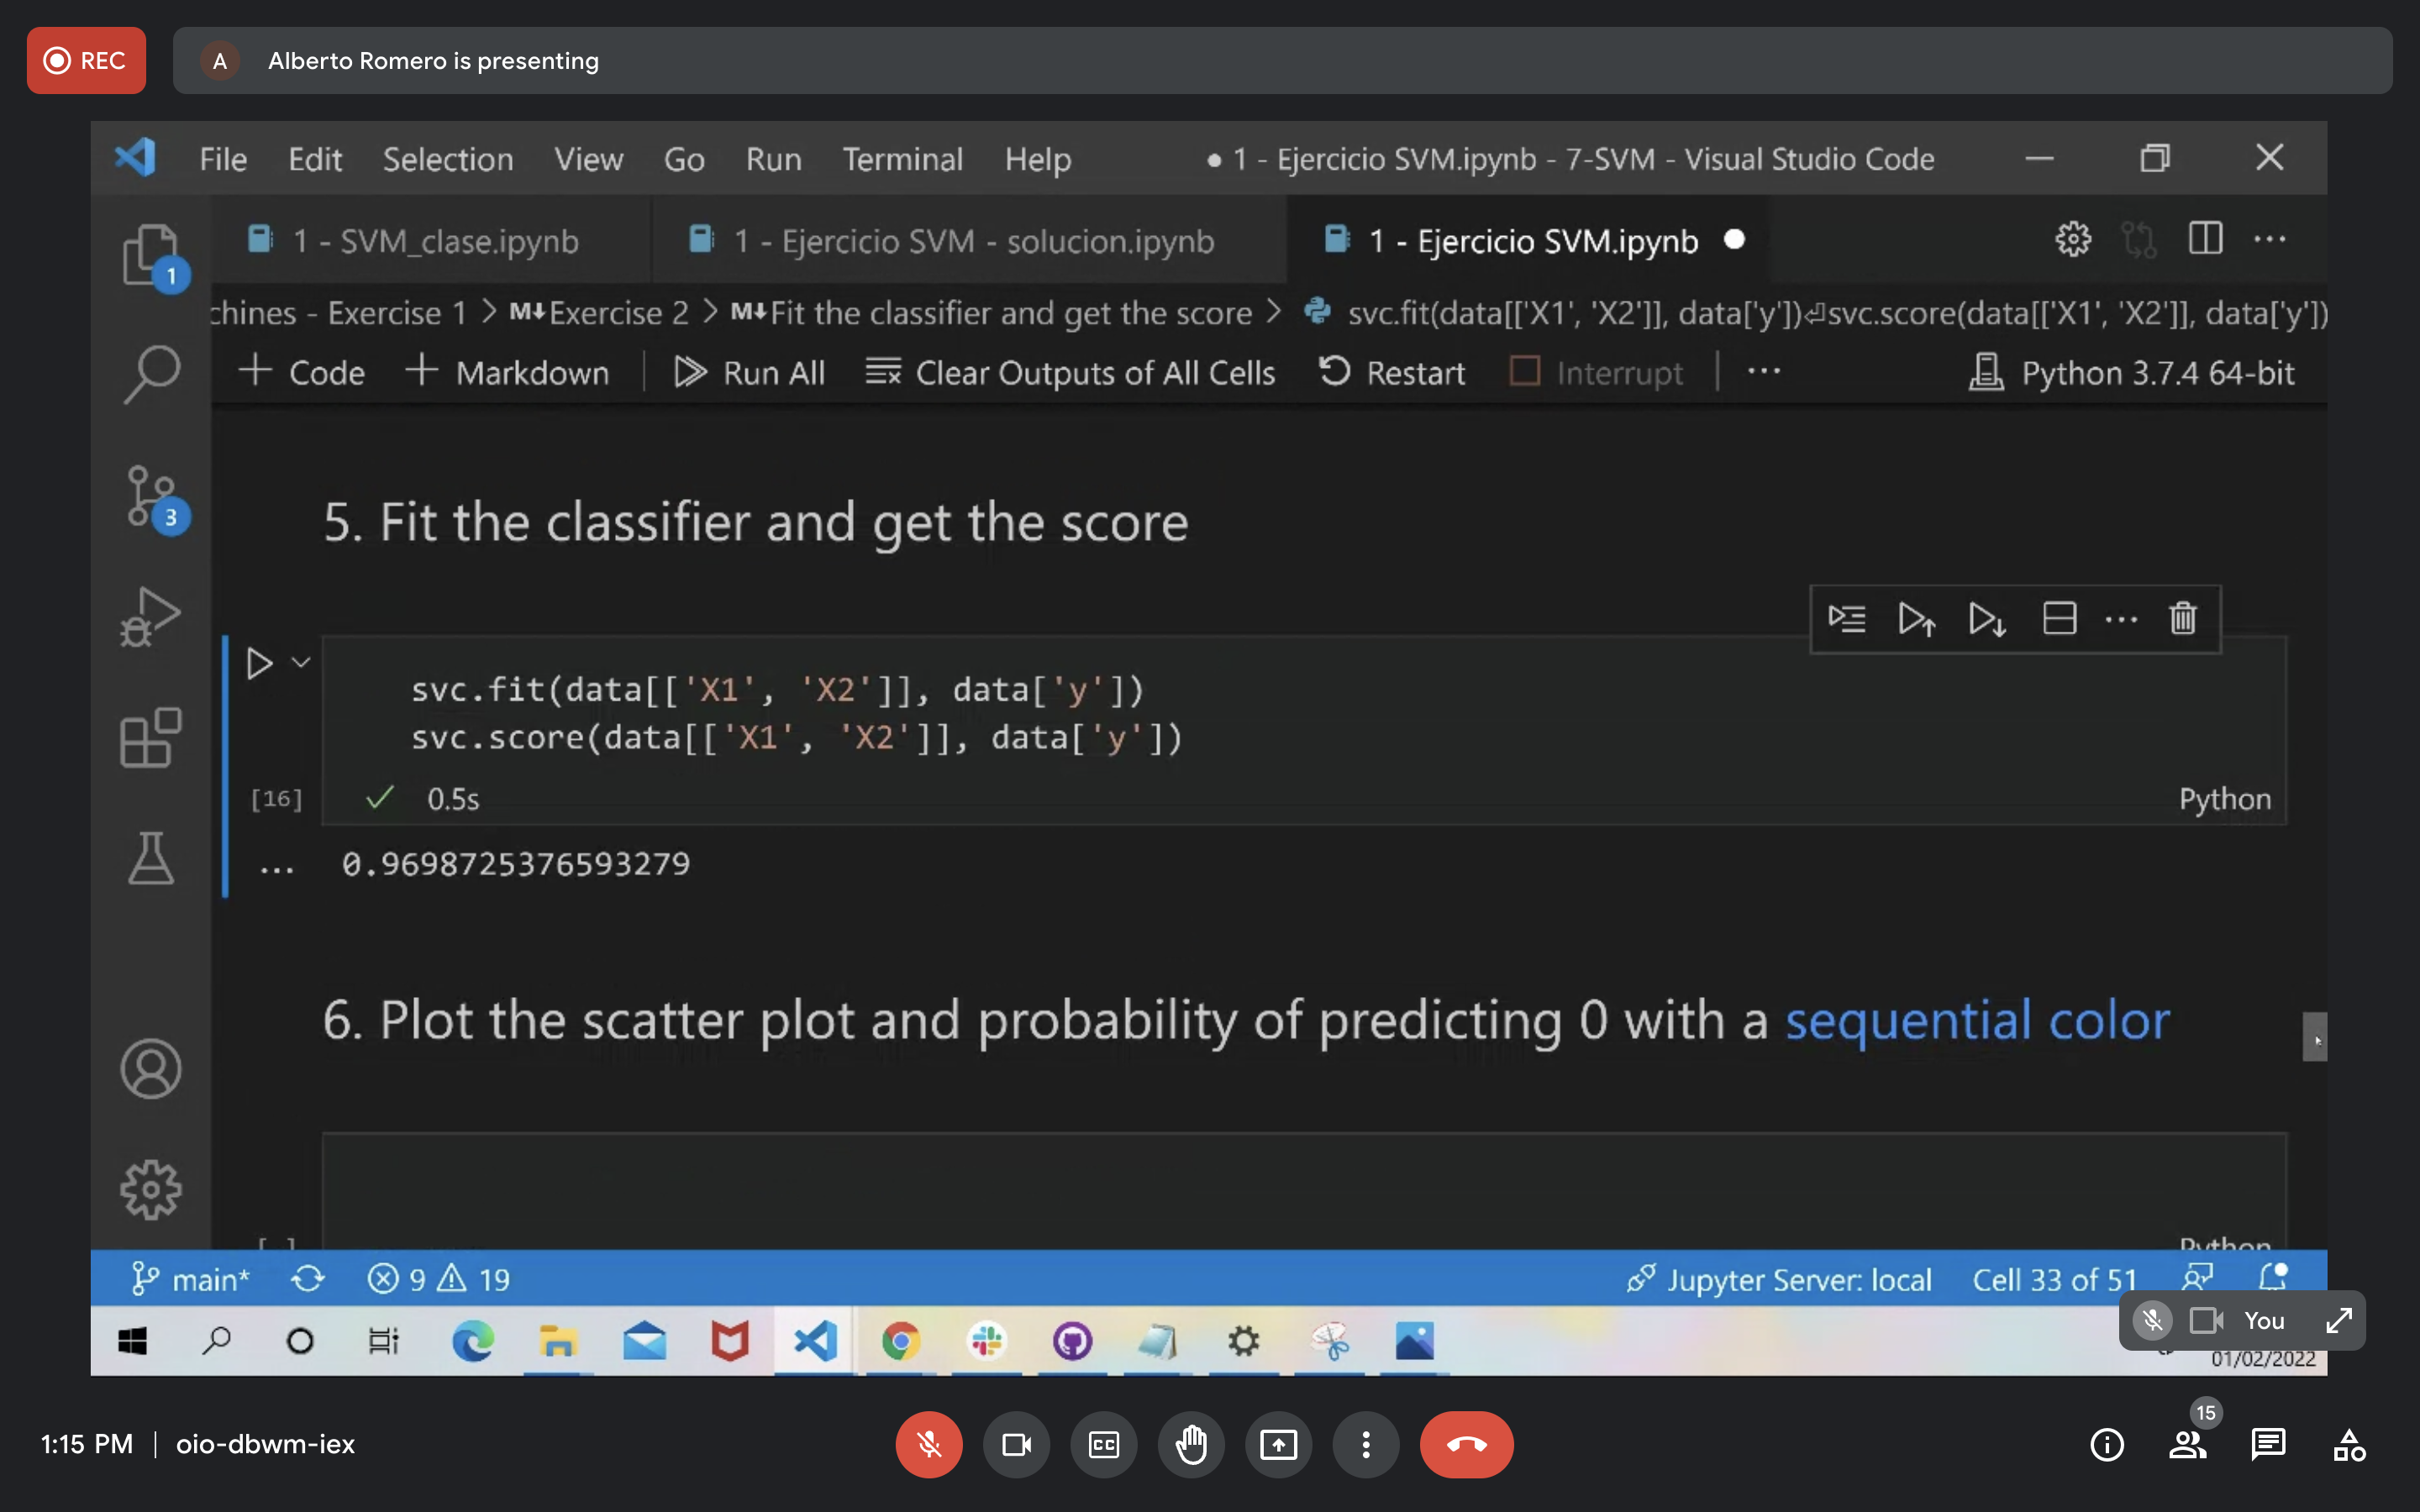 REC
A
Alberto Romero is presenting
File Edit Selection View Go Run Terminal Help
● 1 - Ejercicio SVM.ipynb - 7-SVM - Visual Studio Code
1 - SVM_clase.ipynb
1 - Ejercicio SVM - solucion.ipynb
1 - Ejercicio SVM.ipynb
1
chines - Exercise 1 > M↓Exercise 2 > M↓Fit the classifier and get the score > svc.fit(data[['X1', 'X2']], data['y'])⏎svc.score(data[['X1', 'X2']], data['y'])
+ Code + Markdown Run All Clear Outputs of All Cells Restart Interrupt ... Python 3.7.4 64-bit
3
5. Fit the classifier and get the score
svc.fit(data[['X1', 'X2']], data['y'])
svc.score(data[['X1', 'X2']], data['y'])
[16] ✓ 0.5s Python
... 0.9698725376593279
6. Plot the scatter plot and probability of predicting 0 with a sequential color
[ ] Python
main* 9 19 Jupyter Server: local Cell 33 of 51
You
01/02/2022
1:15 PM | oio-dbwm-iex
CC
15